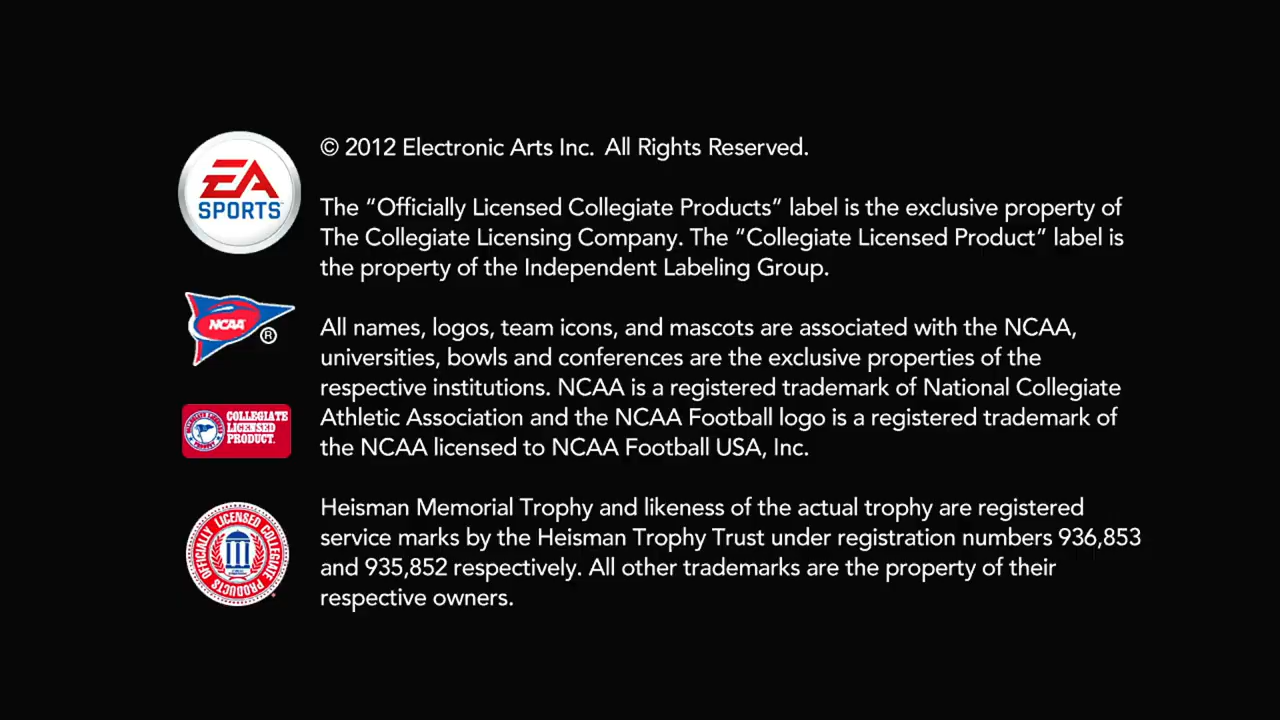 EA
SPORTS
© 2012 Electronic Arts Inc. All Rights Reserved.
The “Officially Licensed Collegiate Products” label is the exclusive property of
The Collegiate Licensing Company. The “Collegiate Licensed Product” label is
the property of the Independent Labeling Group.
NCAA
®
All names, logos, team icons, and mascots are associated with the NCAA,
universities, bowls and conferences are the exclusive properties of the
respective institutions. NCAA is a registered trademark of National Collegiate
Athletic Association and the NCAA Football logo is a registered trademark of
the NCAA licensed to NCAA Football USA, Inc.
COLLEGIATE
LICENSED
PRODUCT.
Heisman Memorial Trophy and likeness of the actual trophy are registered
service marks by the Heisman Trophy Trust under registration numbers 936,853
and 935,852 respectively. All other trademarks are the property of their
respective owners.
OFFICIALLY LICENSED COLLEGIATE PRODUCTS